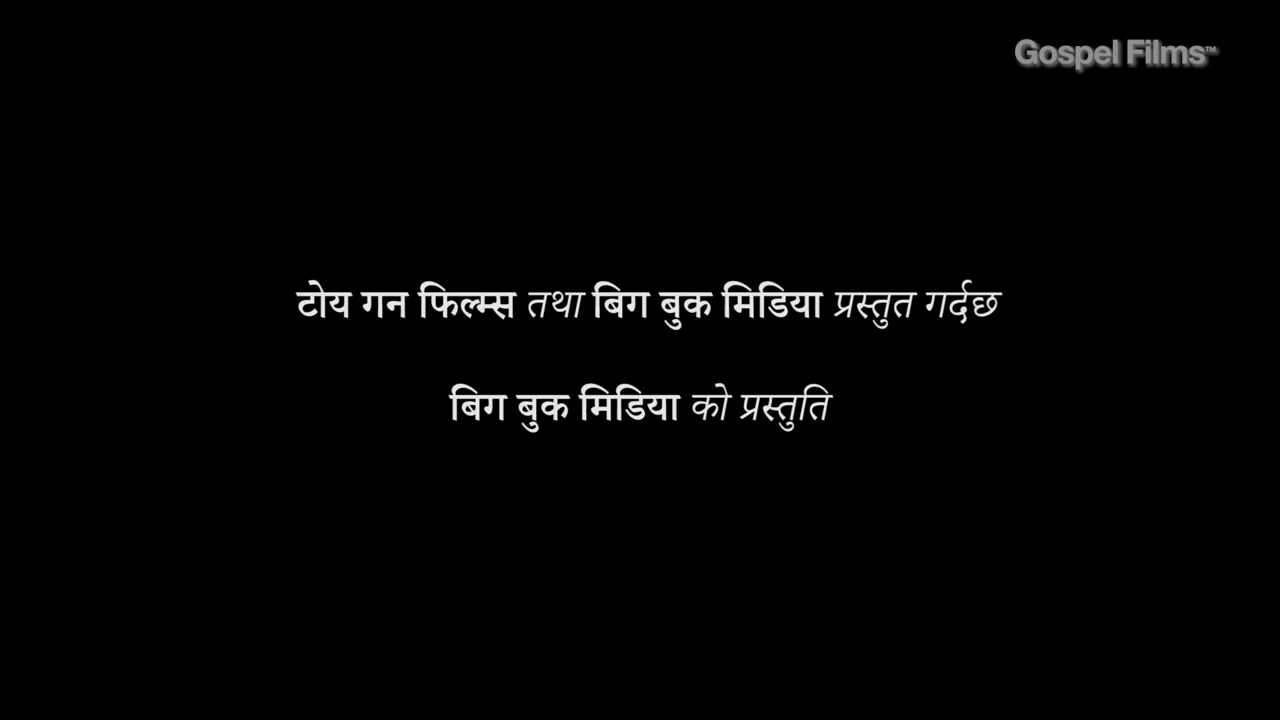 Gospel Films™
टोय गन फिल्म्स तथा बिग बुक मिडिया प्रस्तुत गर्दछ
बिग बुक मिडिया को प्रस्तुति